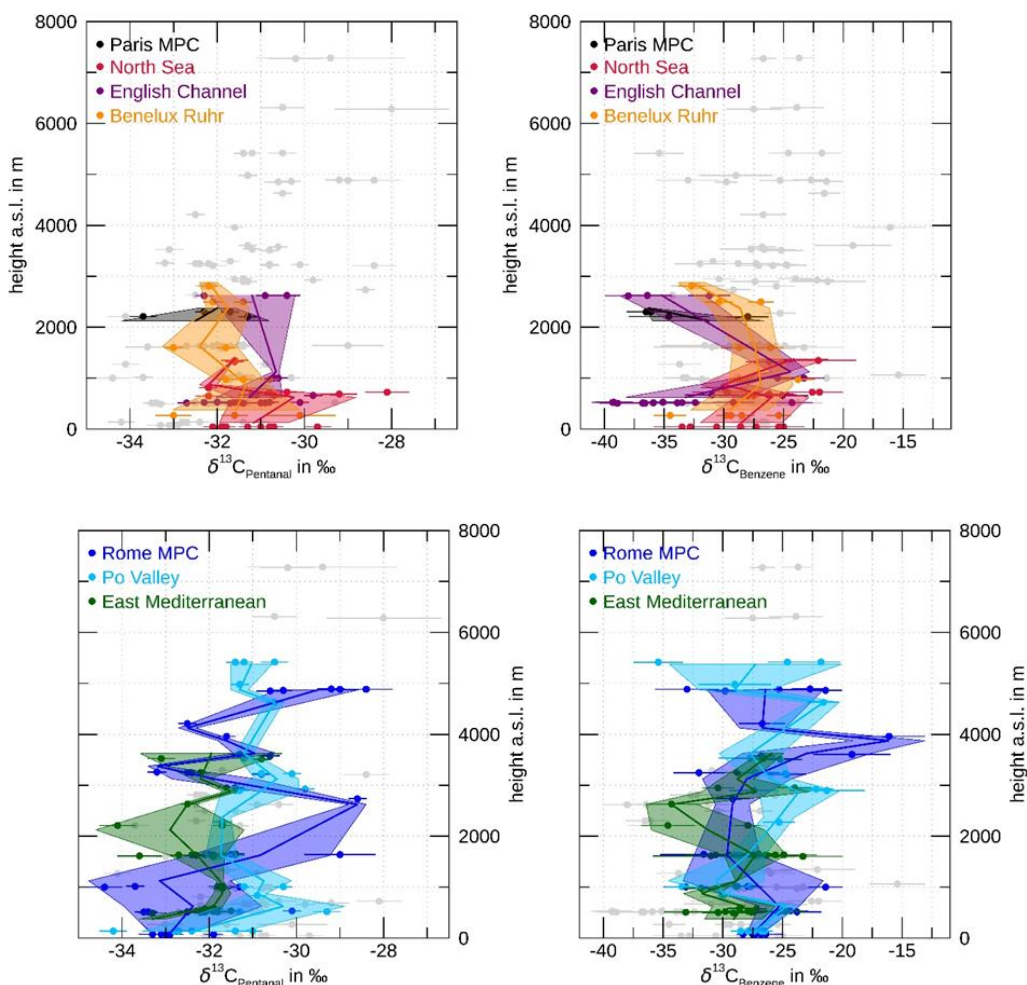 8000
6000
4000
2000
0
height a.s.l. in m
Paris MPC
North Sea
English Channel
Benelux Ruhr
-34 -32 -30 -28
δ¹³C_Pentanal in ‰
8000
6000
4000
2000
0
height a.s.l. in m
Paris MPC
North Sea
English Channel
Benelux Ruhr
-40 -35 -30 -25 -20 -15
δ¹³C_Benzene in ‰
Rome MPC
Po Valley
East Mediterranean
8000
6000
4000
2000
0
height a.s.l. in m
-34 -32 -30 -28
δ¹³C_Pentanal in ‰
Rome MPC
Po Valley
East Mediterranean
8000
6000
4000
2000
0
height a.s.l. in m
-40 -35 -30 -25 -20 -15
δ¹³C_Benzene in ‰